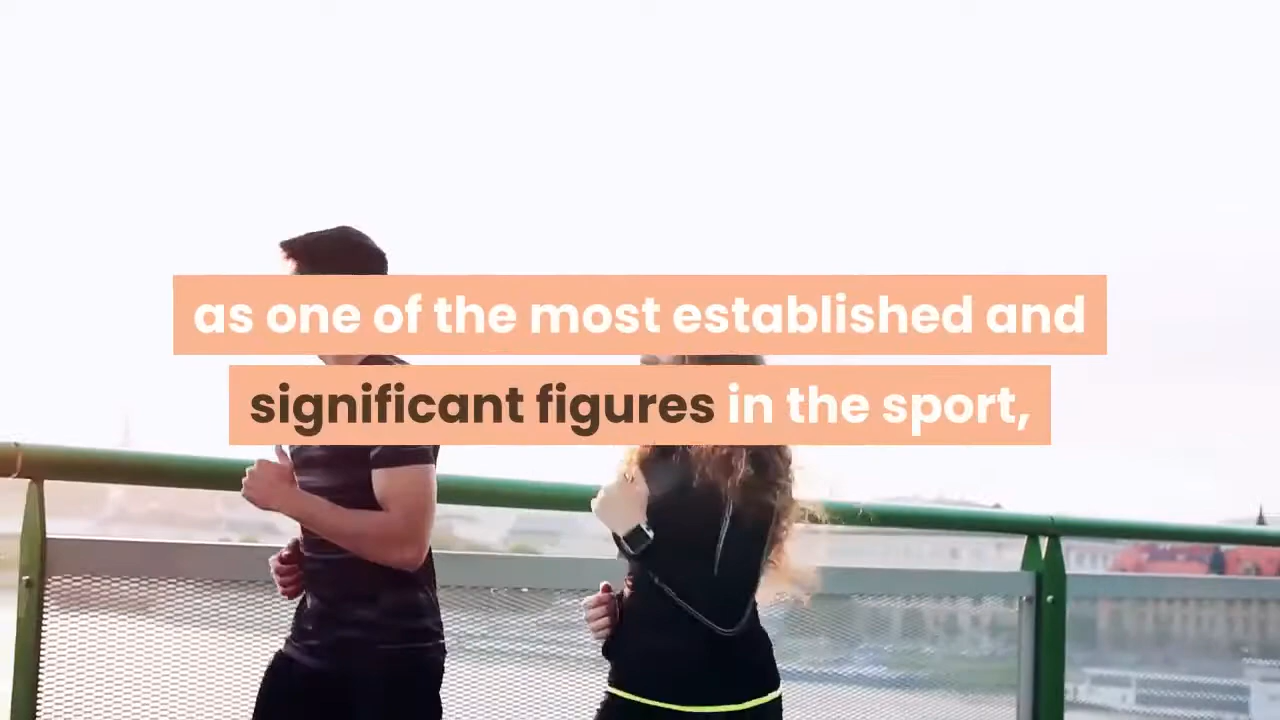 as one of the most established and
significant figures in the sport,